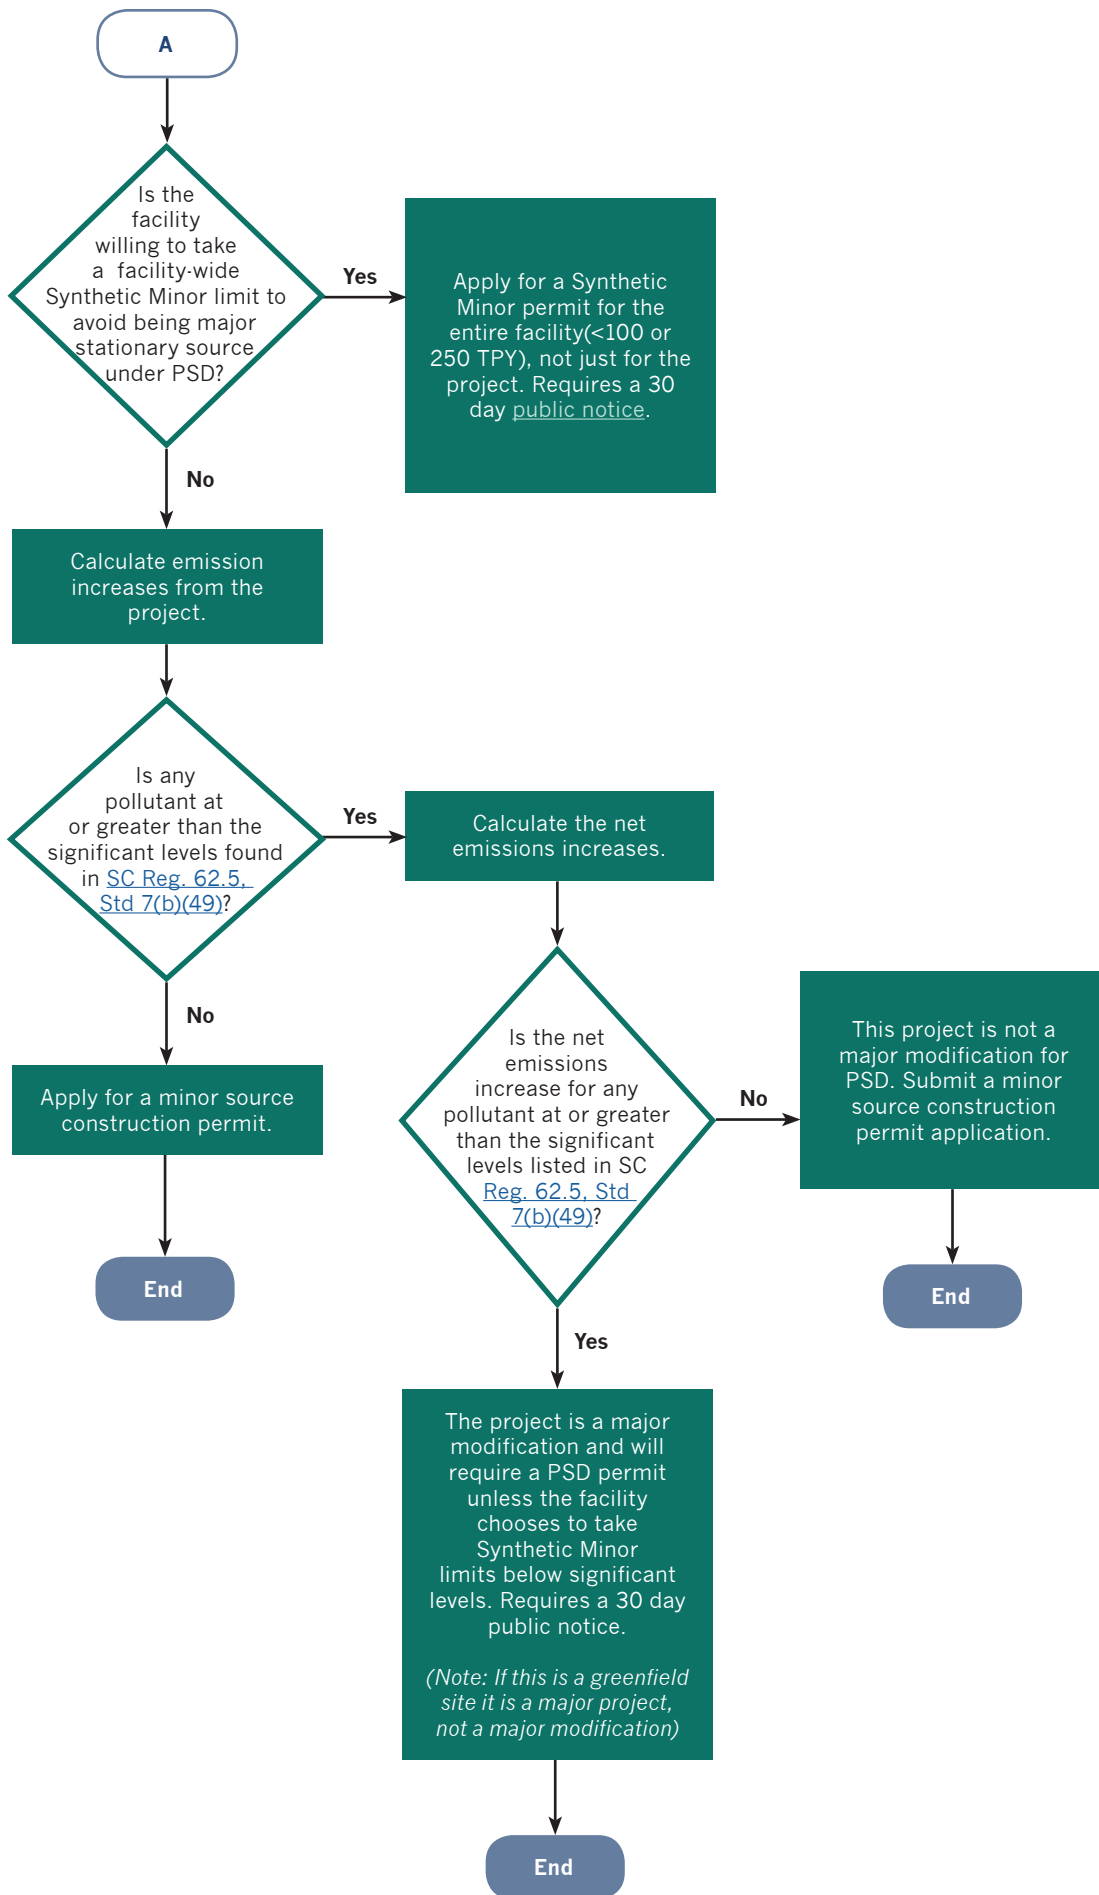 A
Is the
facility
willing to take
a  facility-wide
Synthetic Minor limit to
avoid being major
stationary source
under PSD?
Yes
Apply for a Synthetic
Minor permit for the
entire facility(<100 or
250 TPY), not just for the
project. Requires a 30
day public notice.
No
Calculate emission
increases from the
project.
Is any
pollutant at
or greater than the
significant levels found
in SC Reg. 62.5,
Std 7(b)(49)?
Yes
Calculate the net
emissions increases.
No
Apply for a minor source
construction permit.
End
Is the net
emissions
increase for any
pollutant at or greater
than the significant
levels listed in SC
Reg. 62.5, Std
7(b)(49)?
No
This project is not a
major modification for
PSD. Submit a minor
source construction
permit application.
End
Yes
The project is a major
modification and will
require a PSD permit
unless the facility
chooses to take
Synthetic Minor
limits below significant
levels. Requires a 30 day
public notice.
(Note: If this is a greenfield
site it is a major project,
not a major modification)
End